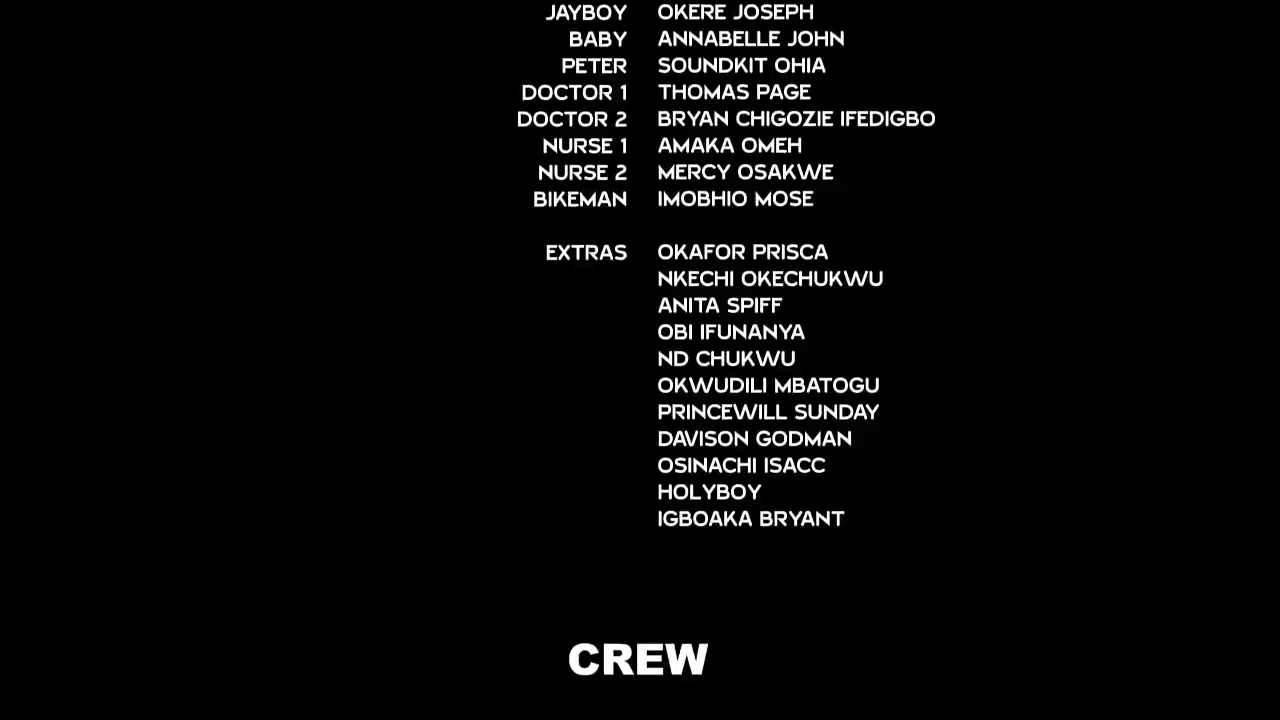 JAYBOY OKERE JOSEPH
BABY ANNABELLE JOHN
PETER SOUNDKIT OHIA
DOCTOR 1 THOMAS PAGE
DOCTOR 2 BRYAN CHIGOZIE IFEDIGBO
NURSE 1 AMAKA OMEH
NURSE 2 MERCY OSAKWE
BIKEMAN IMOBHIO MOSE
EXTRAS OKAFOR PRISCA
NKECHI OKECHUKWU
ANITA SPIFF
OBI IFUNANYA
ND CHUKWU
OKWUDILI MBATOGU
PRINCEWILL SUNDAY
DAVISON GODMAN
OSINACHI ISACC
HOLYBOY
IGBOAKA BRYANT
CREW